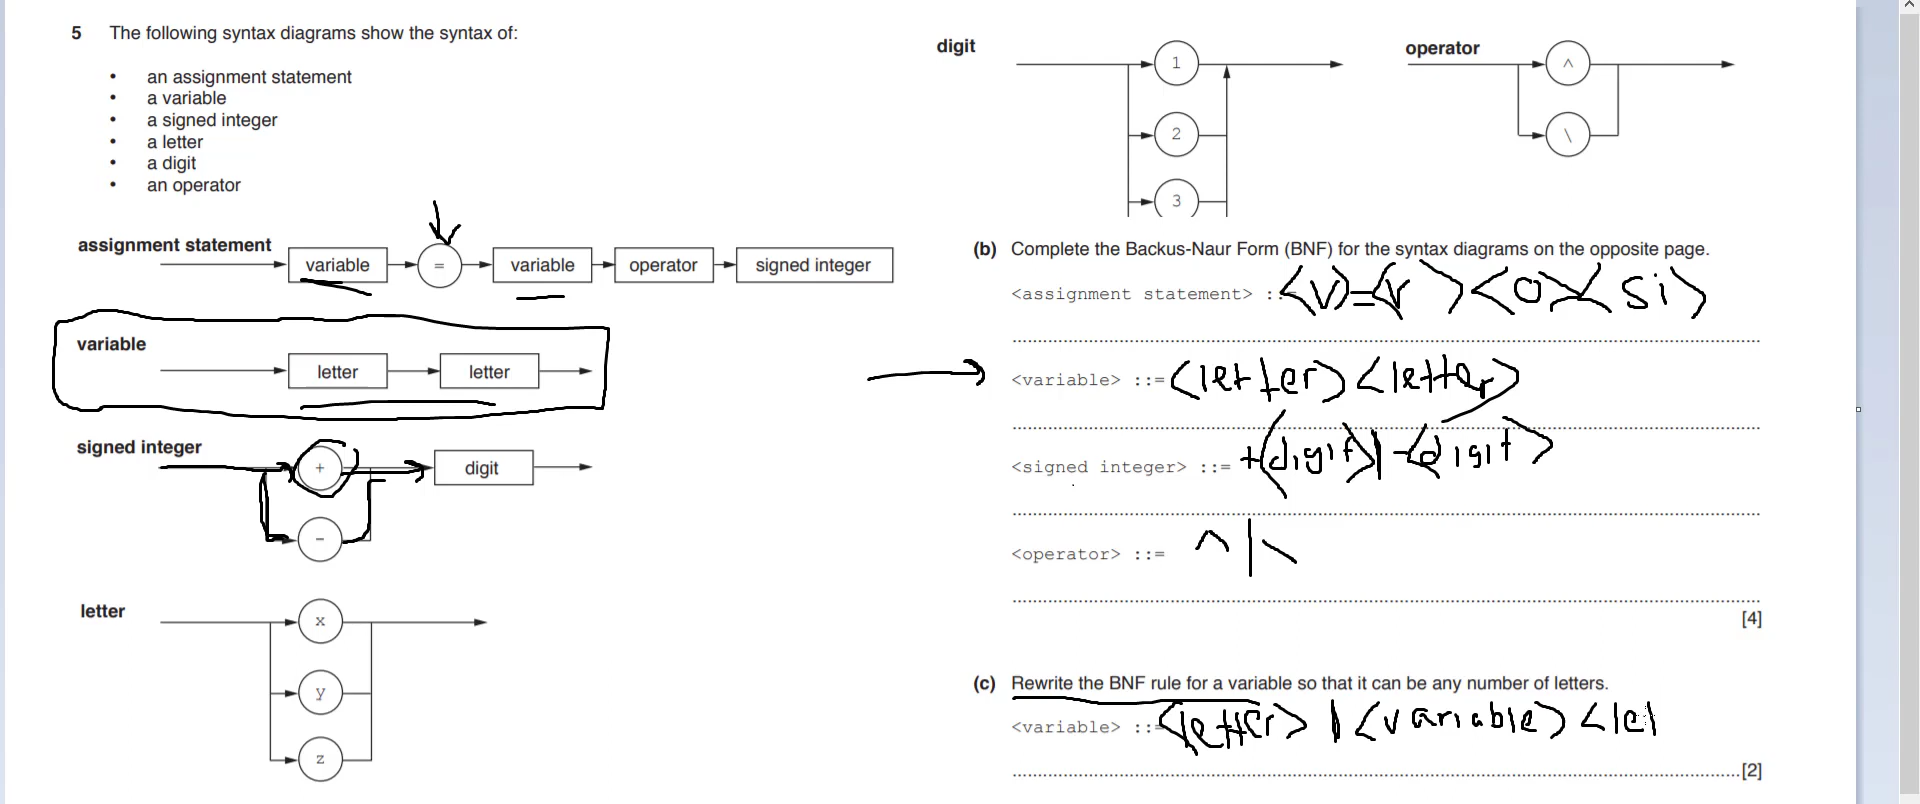 5 The following syntax diagrams show the syntax of:
• an assignment statement
• a variable
• a signed integer
• a letter
• a digit
• an operator
assignment statement
variable = variable operator signed integer
variable
letter letter
signed integer
+ digit
-
letter
x
y
z
digit
1
2
3
operator
^
\
(b) Complete the Backus-Naur Form (BNF) for the syntax diagrams on the opposite page.
<assignment statement> ::= <v>=<v><o><si>
<variable> ::= <letter><letter>
<signed integer> ::= +<digit>|-<digit>
<operator> ::= ^|\
[4]
(c) Rewrite the BNF rule for a variable so that it can be any number of letters.
<variable> ::= <letter> | <variable> <let
[2]